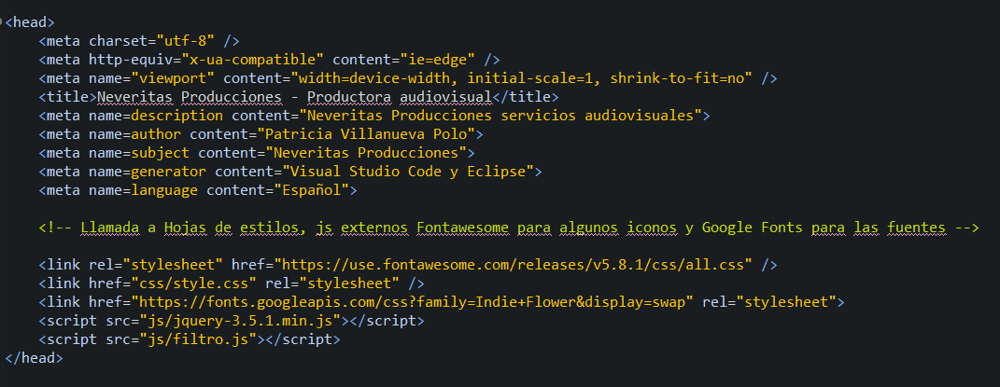 <head>
<meta charset="utf-8" />
<meta http-equiv="x-ua-compatible" content="ie=edge" />
<meta name="viewport" content="width=device-width, initial-scale=1, shrink-to-fit=no" />
<title>Neveritas Producciones - Productora audiovisual</title>
<meta name=description content="Neveritas Producciones servicios audiovisuales">
<meta name=author content="Patricia Villanueva Polo">
<meta name=subject content="Neveritas Producciones">
<meta name=generator content="Visual Studio Code y Eclipse">
<meta name=language content="Español">
<!-- Llamada a Hojas de estilos, js externos Fontawesome para algunos iconos y Google Fonts para las fuentes -->
<link rel="stylesheet" href="https://use.fontawesome.com/releases/v5.8.1/css/all.css" />
<link href="css/style.css" rel="stylesheet" />
<link href="https://fonts.googleapis.com/css?family=Indie+Flower&display=swap" rel="stylesheet">
<script src="js/jquery-3.5.1.min.js"></script>
<script src="js/filtro.js"></script>
</head>